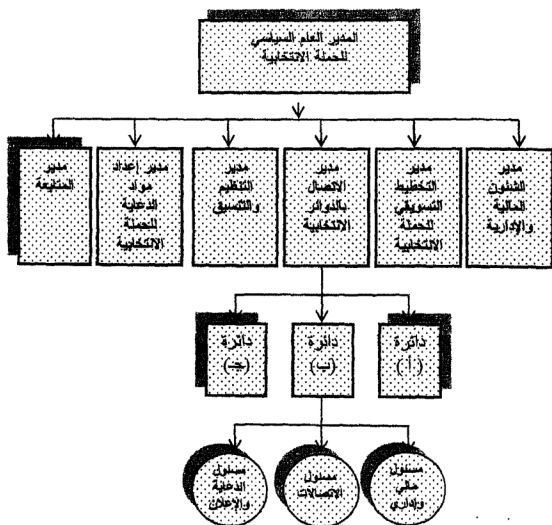 المدير العام السياسي
للحملة الانتخابية
مدير
الشئون
المالية
والإدارية
مدير
التخطيط
التسويقي
للحملة
الانتخابية
مدير
الاتصال
بالدوائر
الانتخابية
مدير
التنظيم
والتنسيق
مدير إعداد
مواد
الدعاية
للحملة
الانتخابية
مدير
المتابعة
دائرة
(أ)
دائرة
(ب)
دائرة
(جـ)
مسئول
مالي
وإداري
مسئول
الاتصالات
مسئول
الدعاية
والإعلان